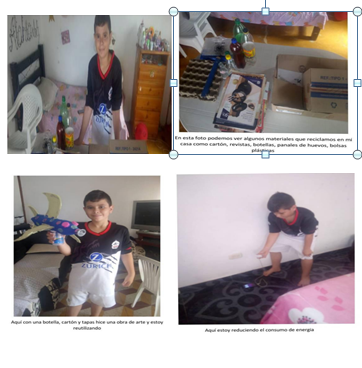 En esta foto podemos ver algunos materiales que reciclamos en mi
casa como cartón, revistas, botellas, panales de huevos, bolsas
plásticas
Aquí con una botella, cartón y tapas hice una obra de arte y estoy
reutilizando
Aquí estoy reduciendo el consumo de energía